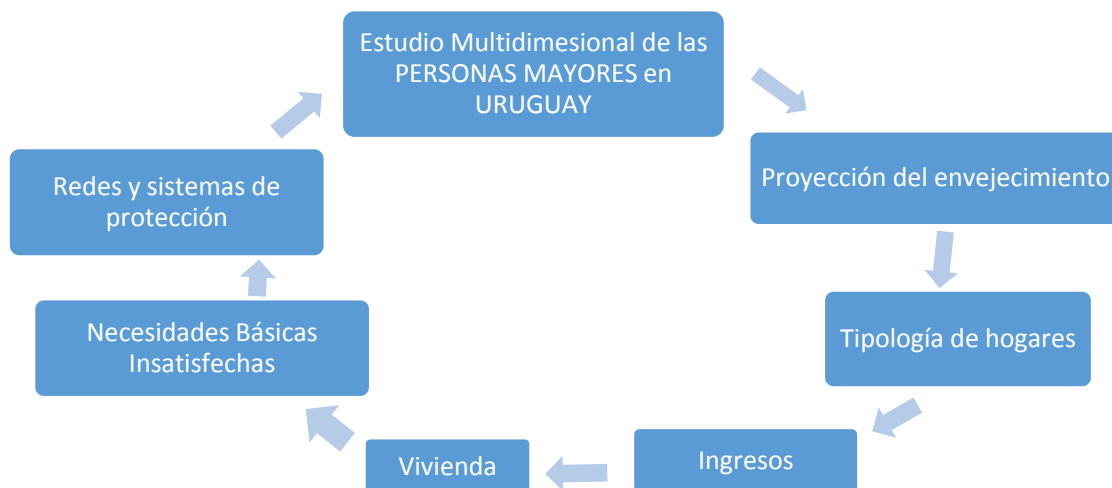 Estudio Multidimesional de las
PERSONAS MAYORES en
URUGUAY
Proyección del envejecimiento
Tipología de hogares
Ingresos
Vivienda
Necesidades Básicas
Insatisfechas
Redes y sistemas de
protección